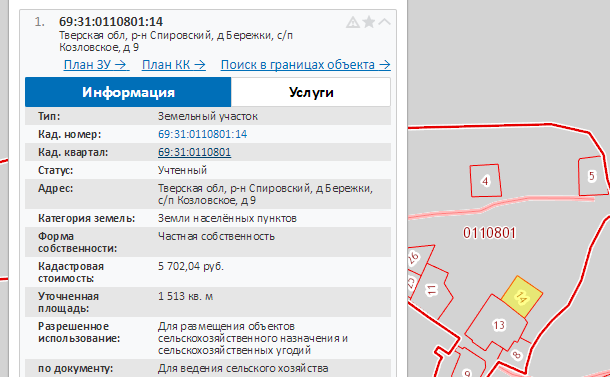 1. 69:31:0110801:14
Тверская обл, р-н Спировский, д Бережки, с/п
Козловское, д 9
План ЗУ → План КК → Поиск в границах объекта →
Информация Услуги
Тип: Земельный участок
Кад. номер: 69:31:0110801:14
Кад. квартал: 69:31:0110801
Статус: Учтенный
Адрес: Тверская обл, р-н Спировский, д Бережки,
с/п Козловское, д 9
Категория земель: Земли населённых пунктов
Форма собственности: Частная собственность
Кадастровая стоимость: 5 702,04 руб.
Уточненная площадь: 1 513 кв. м
Разрешенное использование: Для размещения объектов
сельскохозяйственного назначения и
сельскохозяйственных угодий
по документу: Для ведения сельского хозяйства
4
5
0110801
26
25
11
14
13
8
9